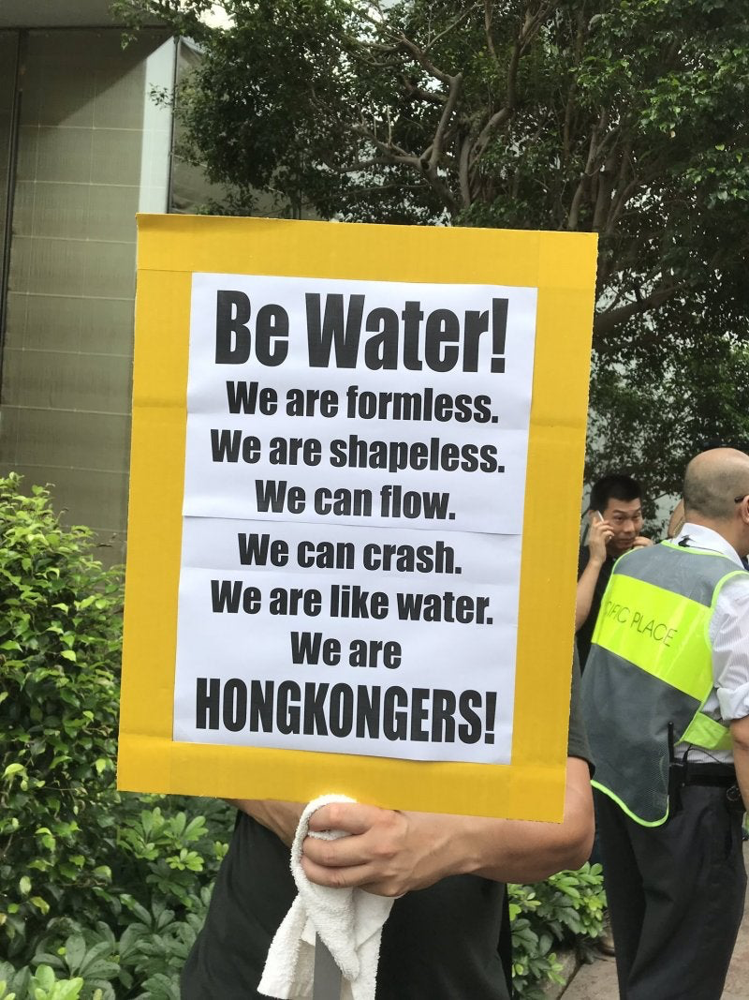 Be Water!
We are formless.
We are shapeless.
We can flow.
We can crash.
We are like water.
We are
HONGKONGERS!
PLACE